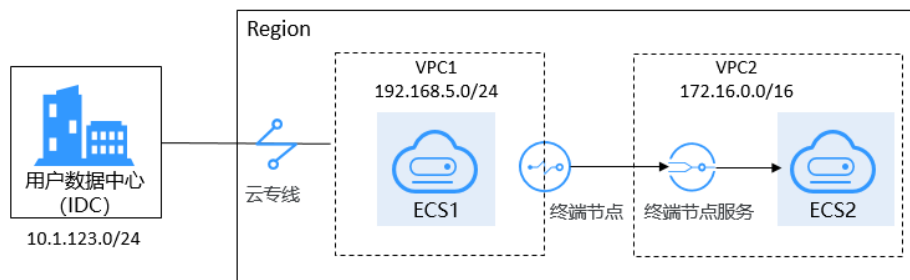 Region
VPC1
192.168.5.0/24
VPC2
172.16.0.0/16
用户数据中心
(IDC)
10.1.123.0/24
云专线
ECS1
终端节点
终端节点服务
ECS2